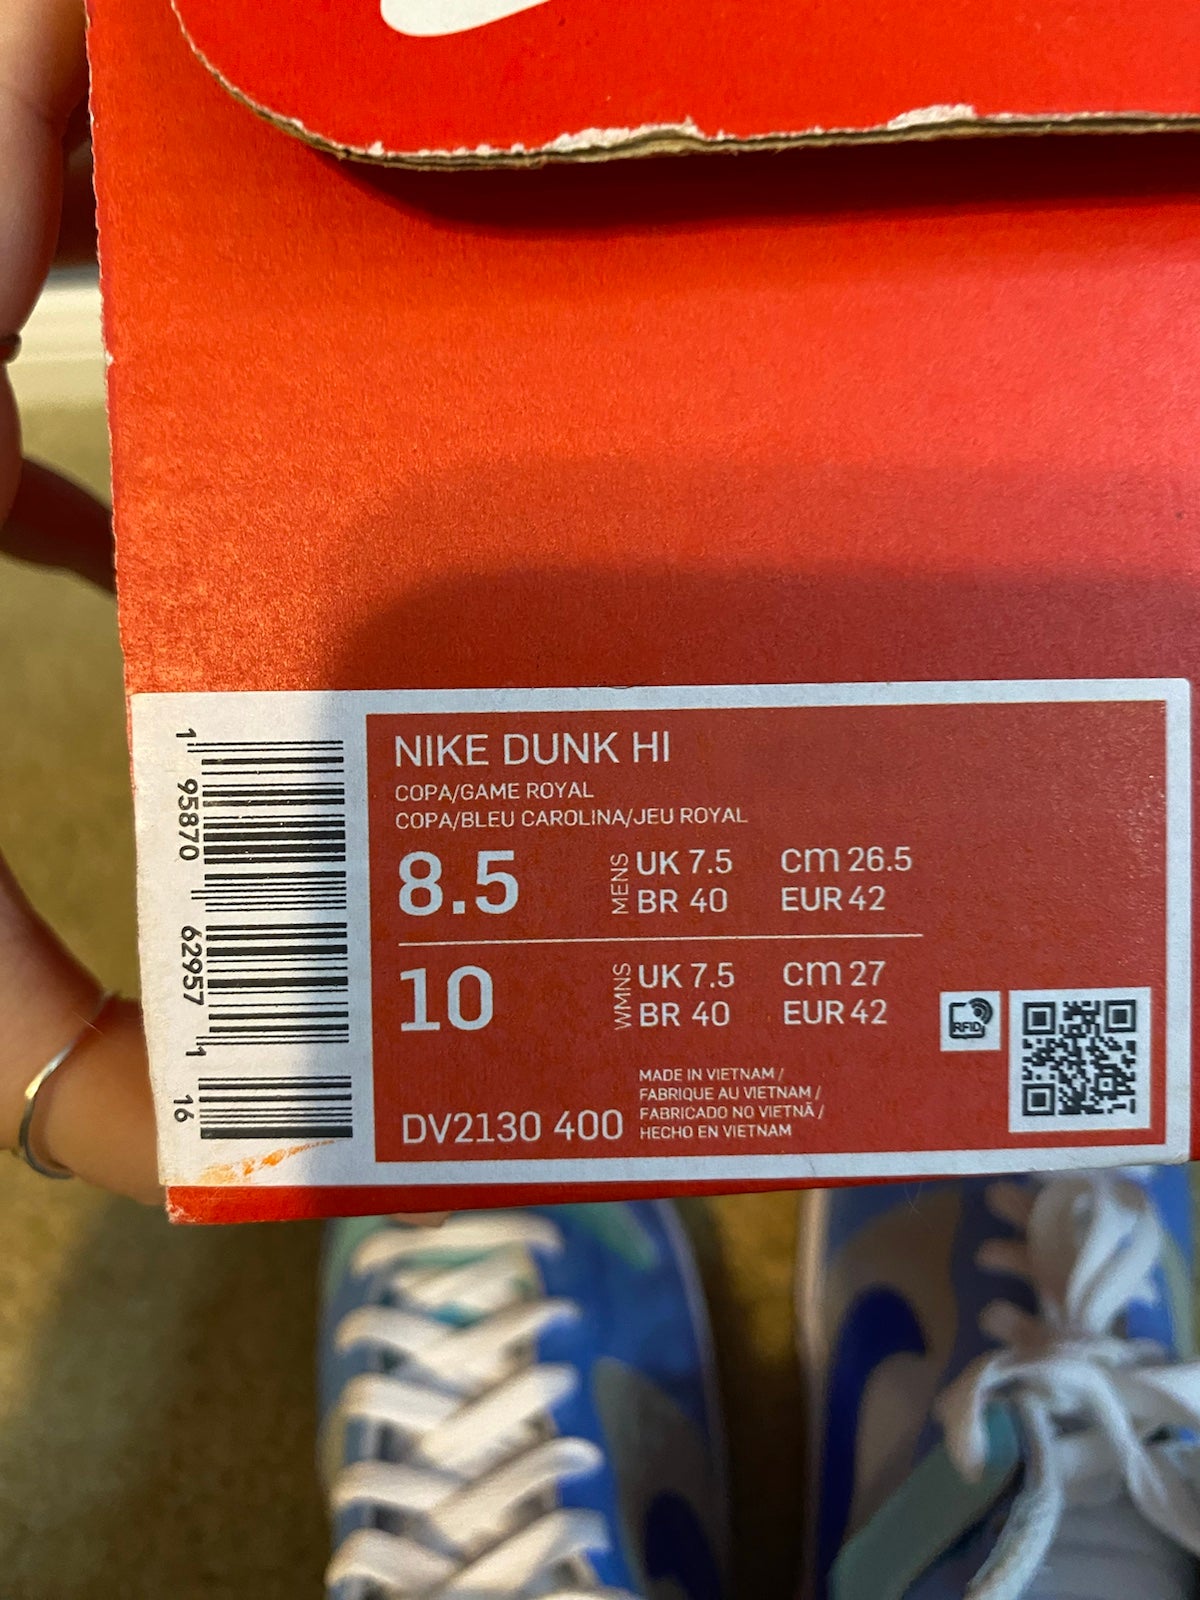 NIKE DUNK HI
COPA/GAME ROYAL
COPA/BLEU CAROLINA/JEU ROYAL
8.5 MENS UK 7.5 cm 26.5
BR 40 EUR 42
10 WMNS UK 7.5 cm 27
BR 40 EUR 42
RFID
MADE IN VIETNAM /
FABRIQUE AU VIETNAM /
FABRICADO NO VIETNÃ /
HECHO EN VIETNAM
DV2130 400
1 95870 62957 1 16